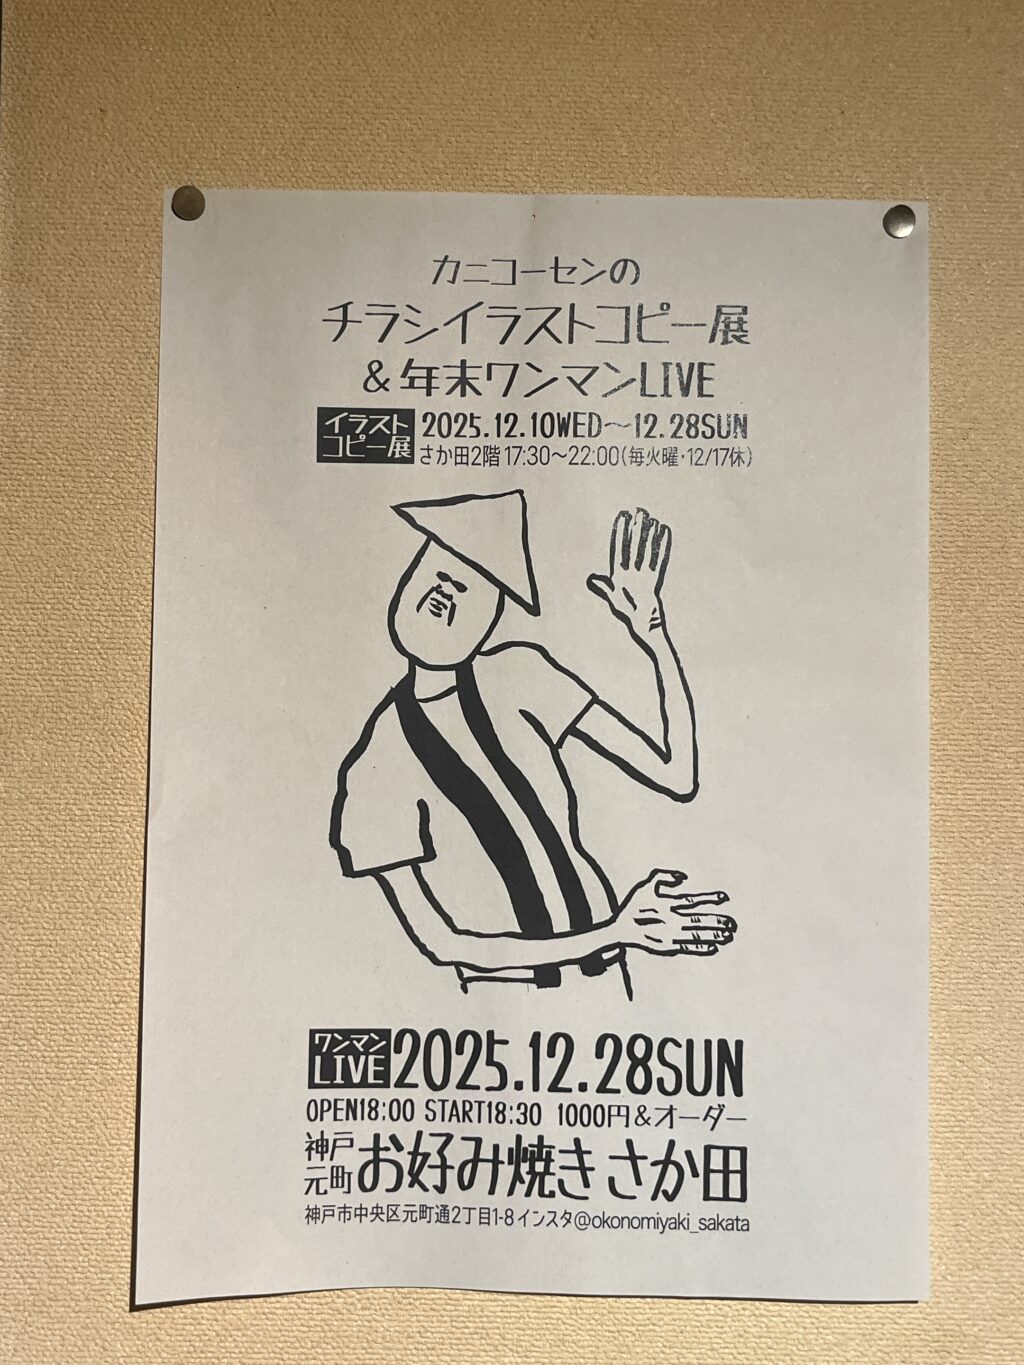 カニコーセンの
チラシイラストコピー展
&年末ワンマンLIVE
イラスト
コピー展
2025.12.10WED〜12.28SUN
さか田2階 17:30〜22:00(毎火曜・12/17休)
ワンマン
LIVE
2025.12.28SUN
OPEN18:00 START18:30 1000円&オーダー
神戸
元町
お好み焼き さか田
神戸市中央区元町通2丁目1-8 インスタ@okonomiyaki_sakata